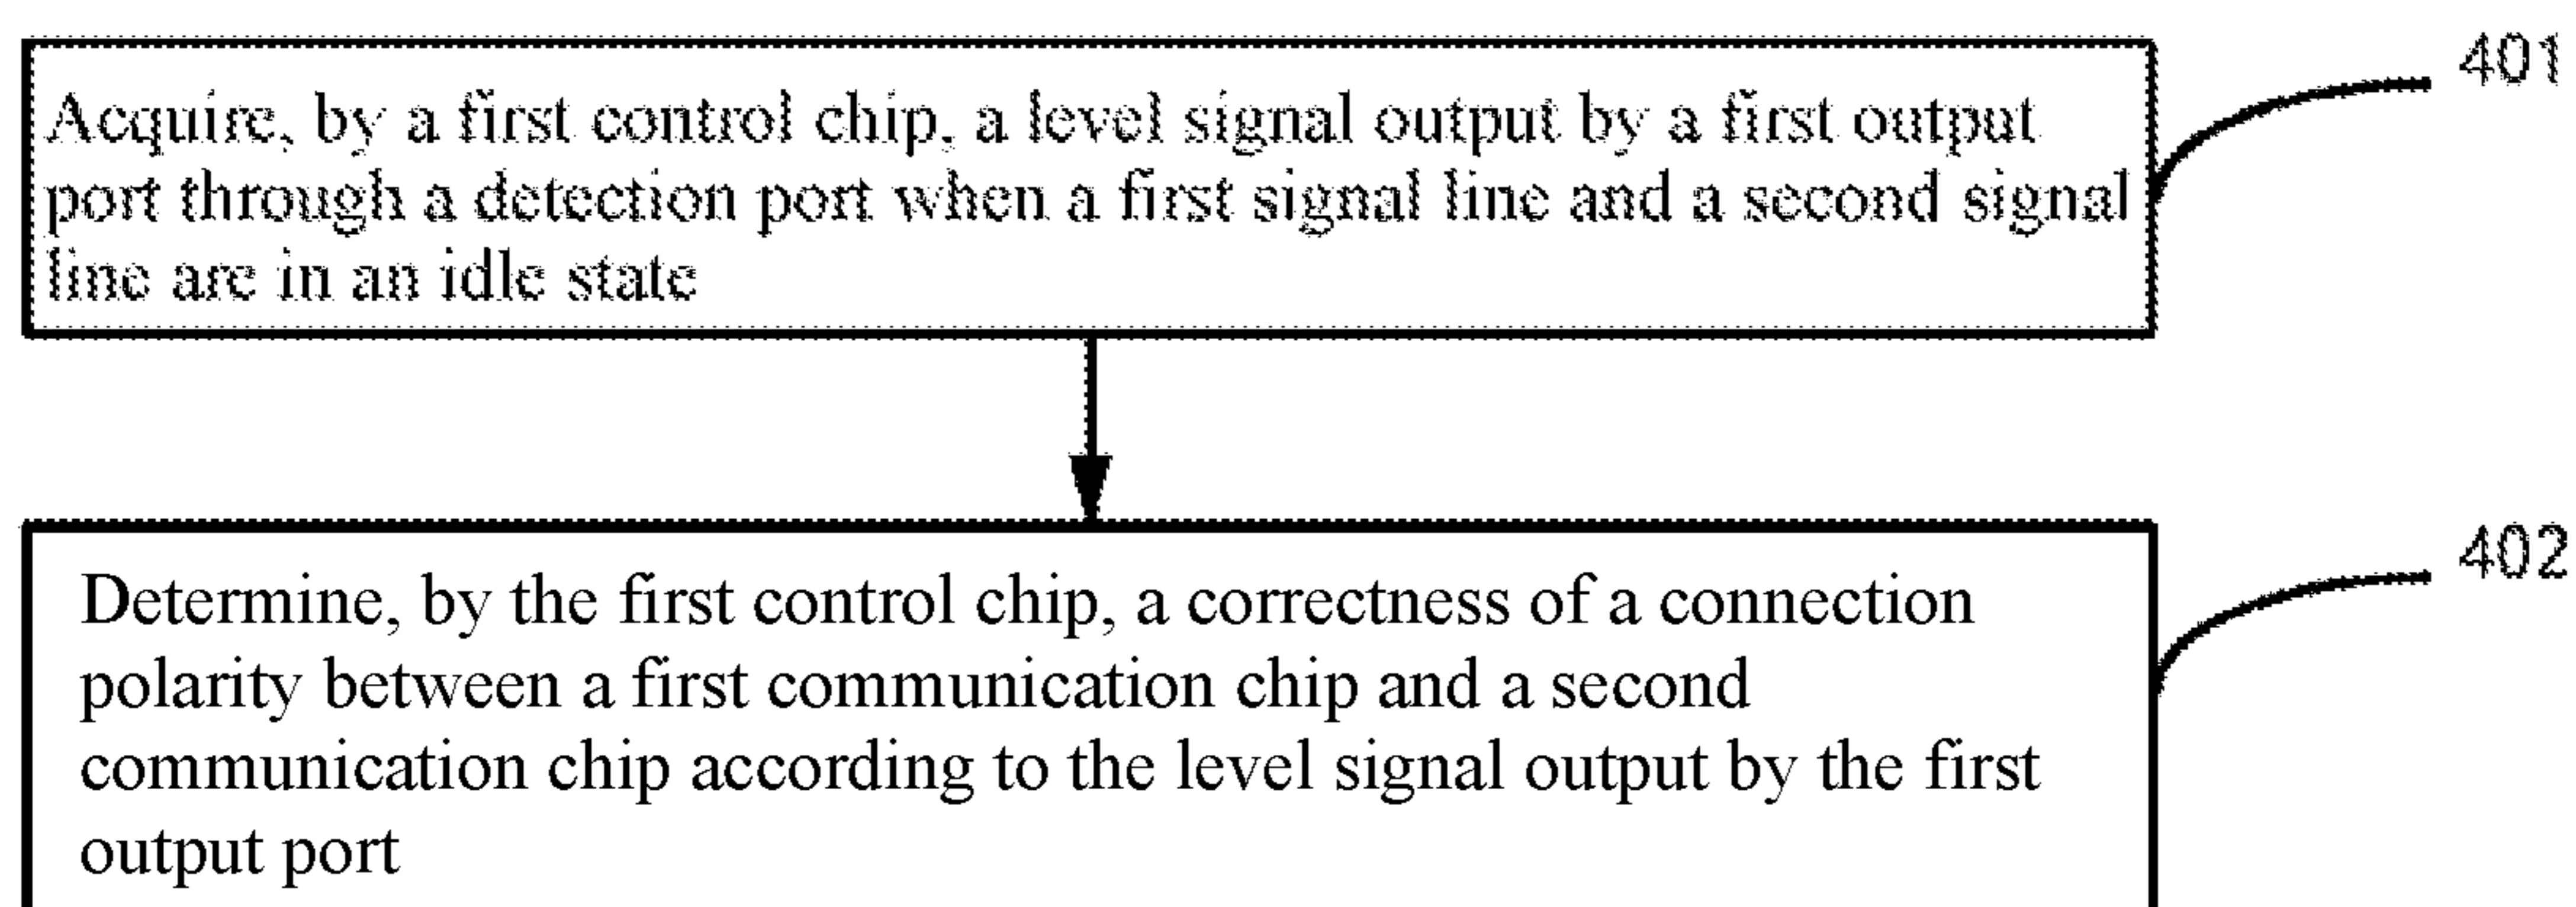 401
Acquire, by a first control chip, a level signal output by a first output
port through a detection port when a first signal line and a second signal
line are in an idle state
402
Determine, by the first control chip, a correctness of a connection
polarity between a first communication chip and a second
communication chip according to the level signal output by the first
output port